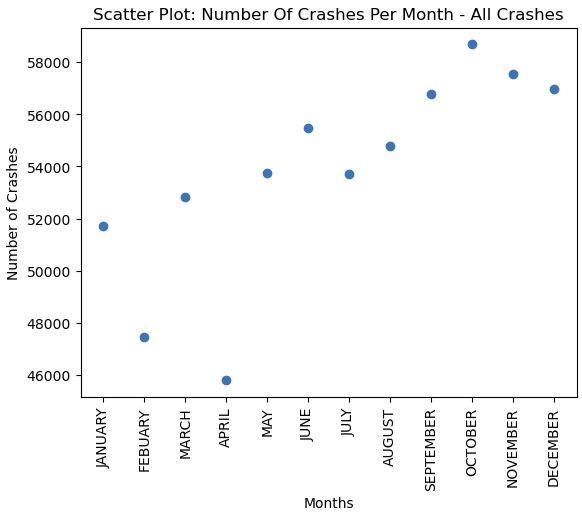 Scatter Plot: Number Of Crashes Per Month - All Crashes
58000
56000
54000
52000
50000
48000
46000
Number of Crashes
JANUARY
FEBUARY
MARCH
APRIL
MAY
JUNE
JULY
AUGUST
SEPTEMBER
OCTOBER
NOVEMBER
DECEMBER
Months